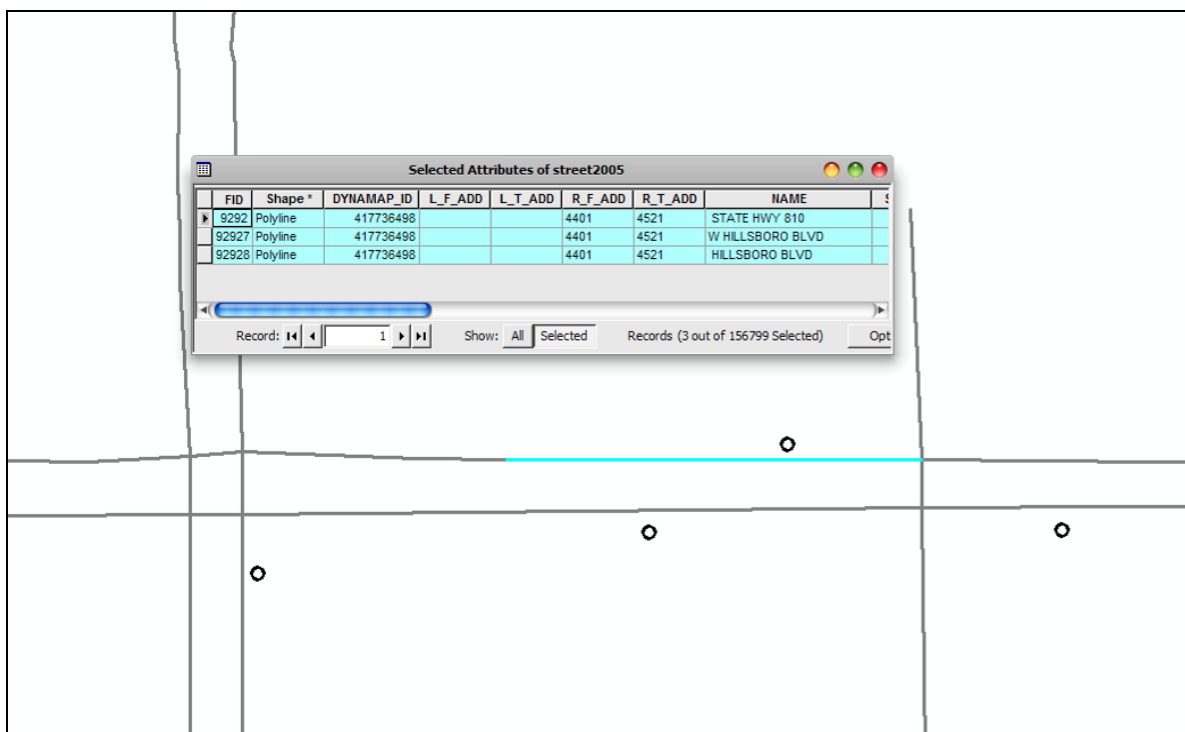 Selected Attributes of street2005
FID Shape * DYNAMAP_ID L_F_ADD L_T_ADD R_F_ADD R_T_ADD NAME S
9292 Polyline 417736498 4401 4521 STATE HWY 810
92927 Polyline 417736498 4401 4521 W HILLSBORO BLVD
92928 Polyline 417736498 4401 4521 HILLSBORO BLVD
Record: 1 Show: All Selected Records (3 out of 156799 Selected) Opt